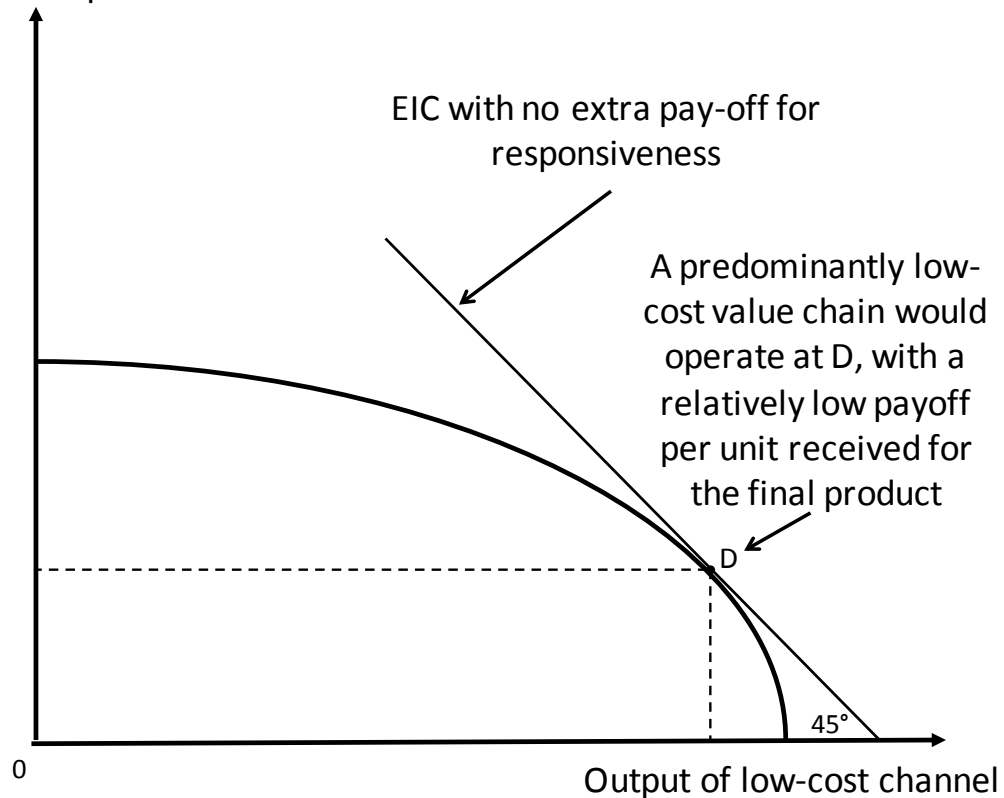 EIC with no extra pay-off for
responsiveness
A predominantly low-
cost value chain would
operate at D, with a
relatively low payoff
per unit received for
the final product
D
45°
0
Output of low-cost channel